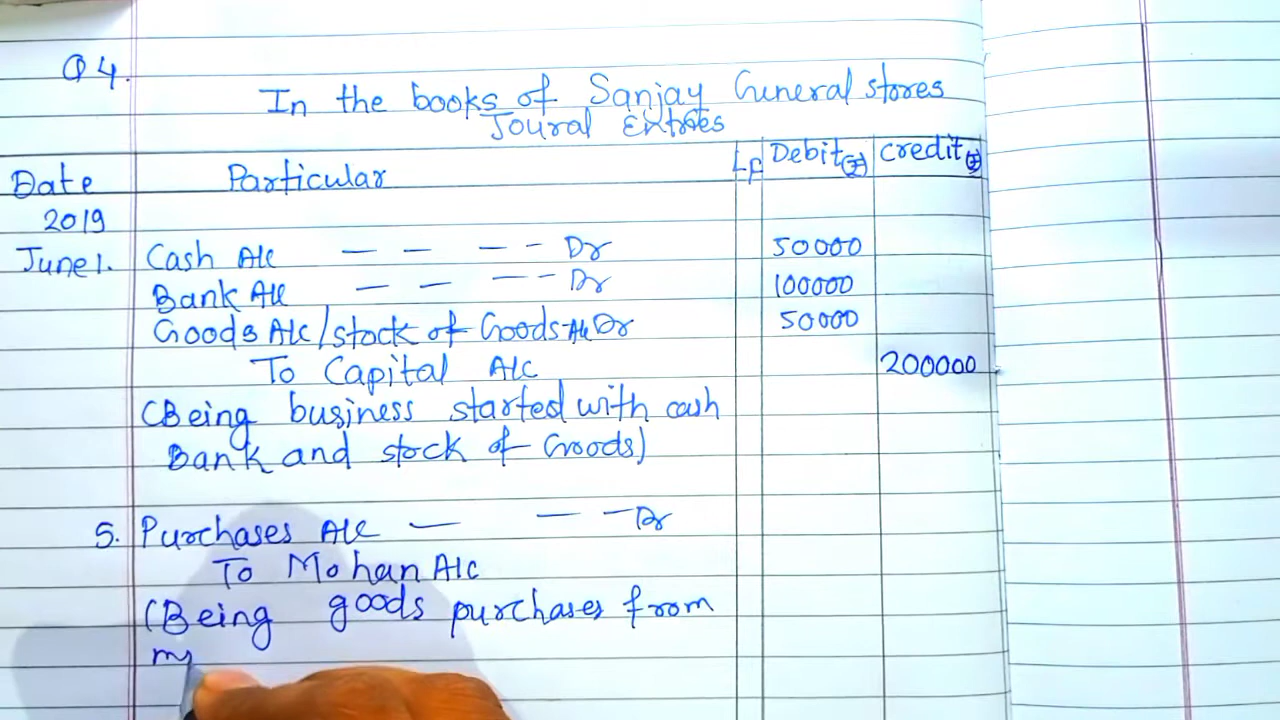 Q 4.
In the books of Sanjay General stores
Joural Entries
Date Particular L.F Debit(₹) Credit(₹)
2019
June 1. Cash A/c — — — – Dr 50000
Bank A/c — — — – Dr 100000
Goods A/c / stock of Goods A/c Dr 50000
To Capital A/c 200000
(Being business started with cash
Bank and stock of Goods)
5. Purchases A/c — — – Dr
To Mohan A/c
(Being goods purchases from